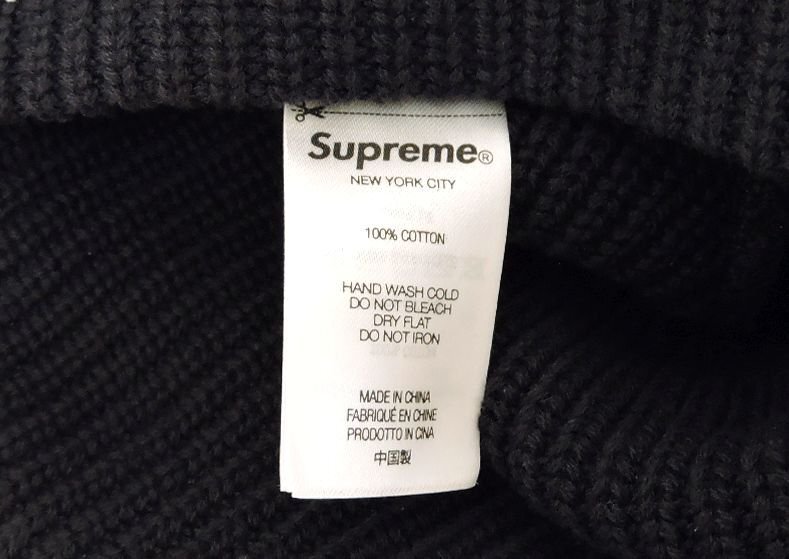 Supreme®
NEW YORK CITY
100% COTTON
HAND WASH COLD
DO NOT BLEACH
DRY FLAT
DO NOT IRON
MADE IN CHINA
FABRIQUÉ EN CHINE
PRODOTTO IN CINA
中国製